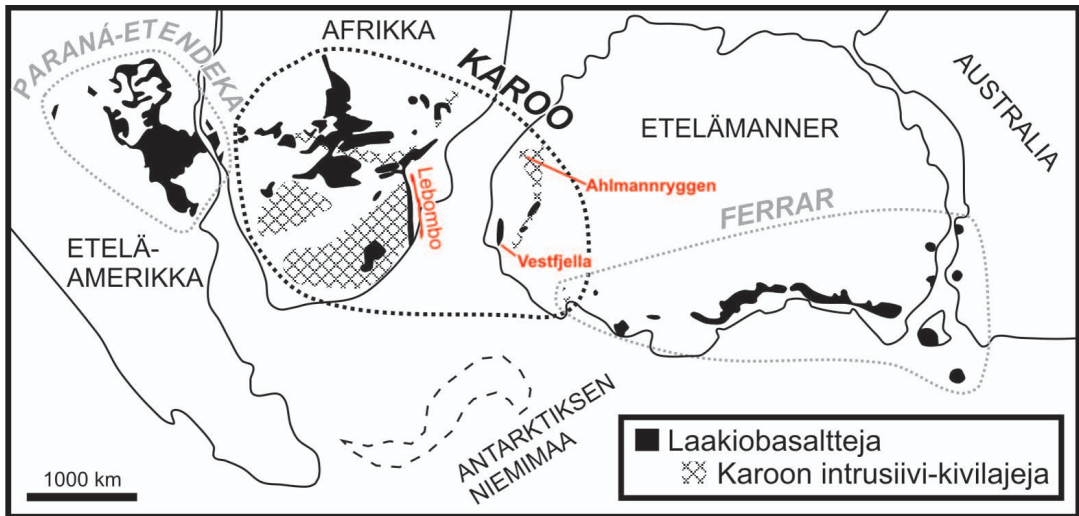 PARANÁ-ETENDEKA
AFRIKKA
KAROO
AUSTRALIA
ETELÄMANNER
Ahlmannryggen
Lebombo
FERRAR
Vestfjella
ETELÄ-
AMERIKKA
ANTARKTIKSEN
NIEMIMAA
Laakiobasaltteja
Karoon intrusiivi-kivilajeja
1000 km